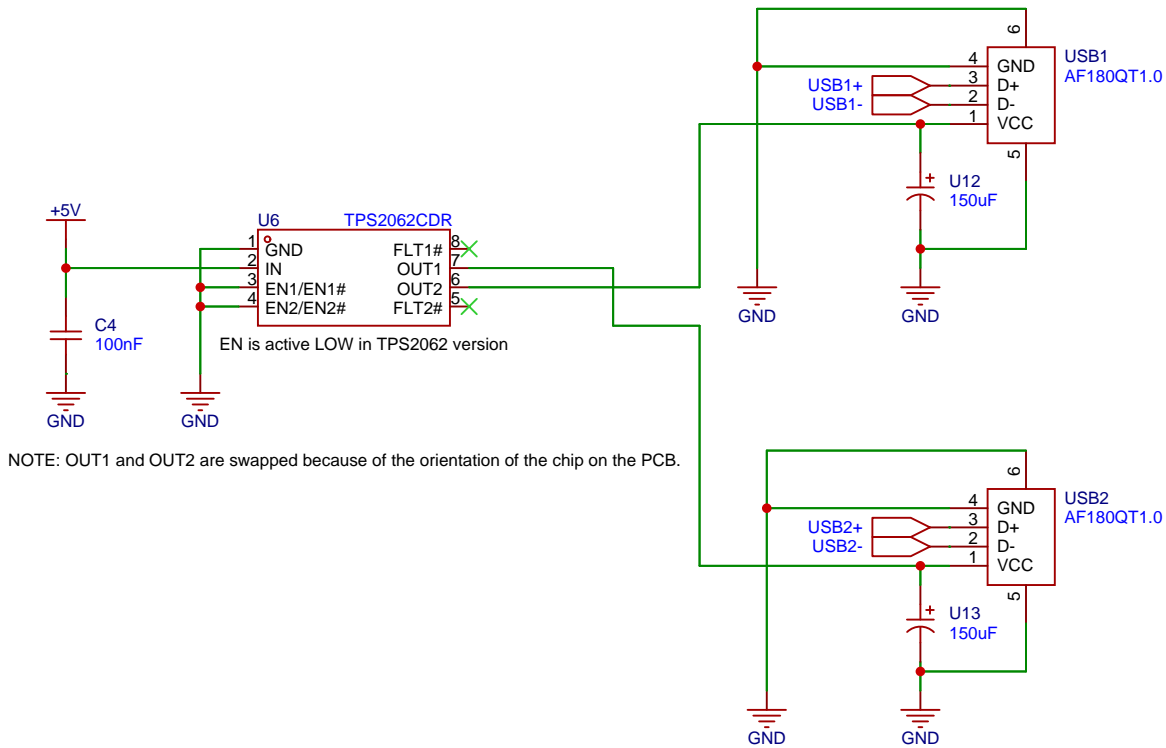 6
USB1
AF180QT1.0
4 GND
USB1+ 3 D+
USB1- 2 D-
1 VCC
5
U12
150uF
GND
GND
+5V
U6 TPS2062CDR
1 GND FLT1# 8
2 IN OUT1 7
3 EN1/EN1# OUT2 6
4 EN2/EN2# FLT2# 5
EN is active LOW in TPS2062 version
C4
100nF
GND
GND
NOTE: OUT1 and OUT2 are swapped because of the orientation of the chip on the PCB.
6
USB2
AF180QT1.0
4 GND
USB2+ 3 D+
USB2- 2 D-
1 VCC
5
U13
150uF
GND
GND